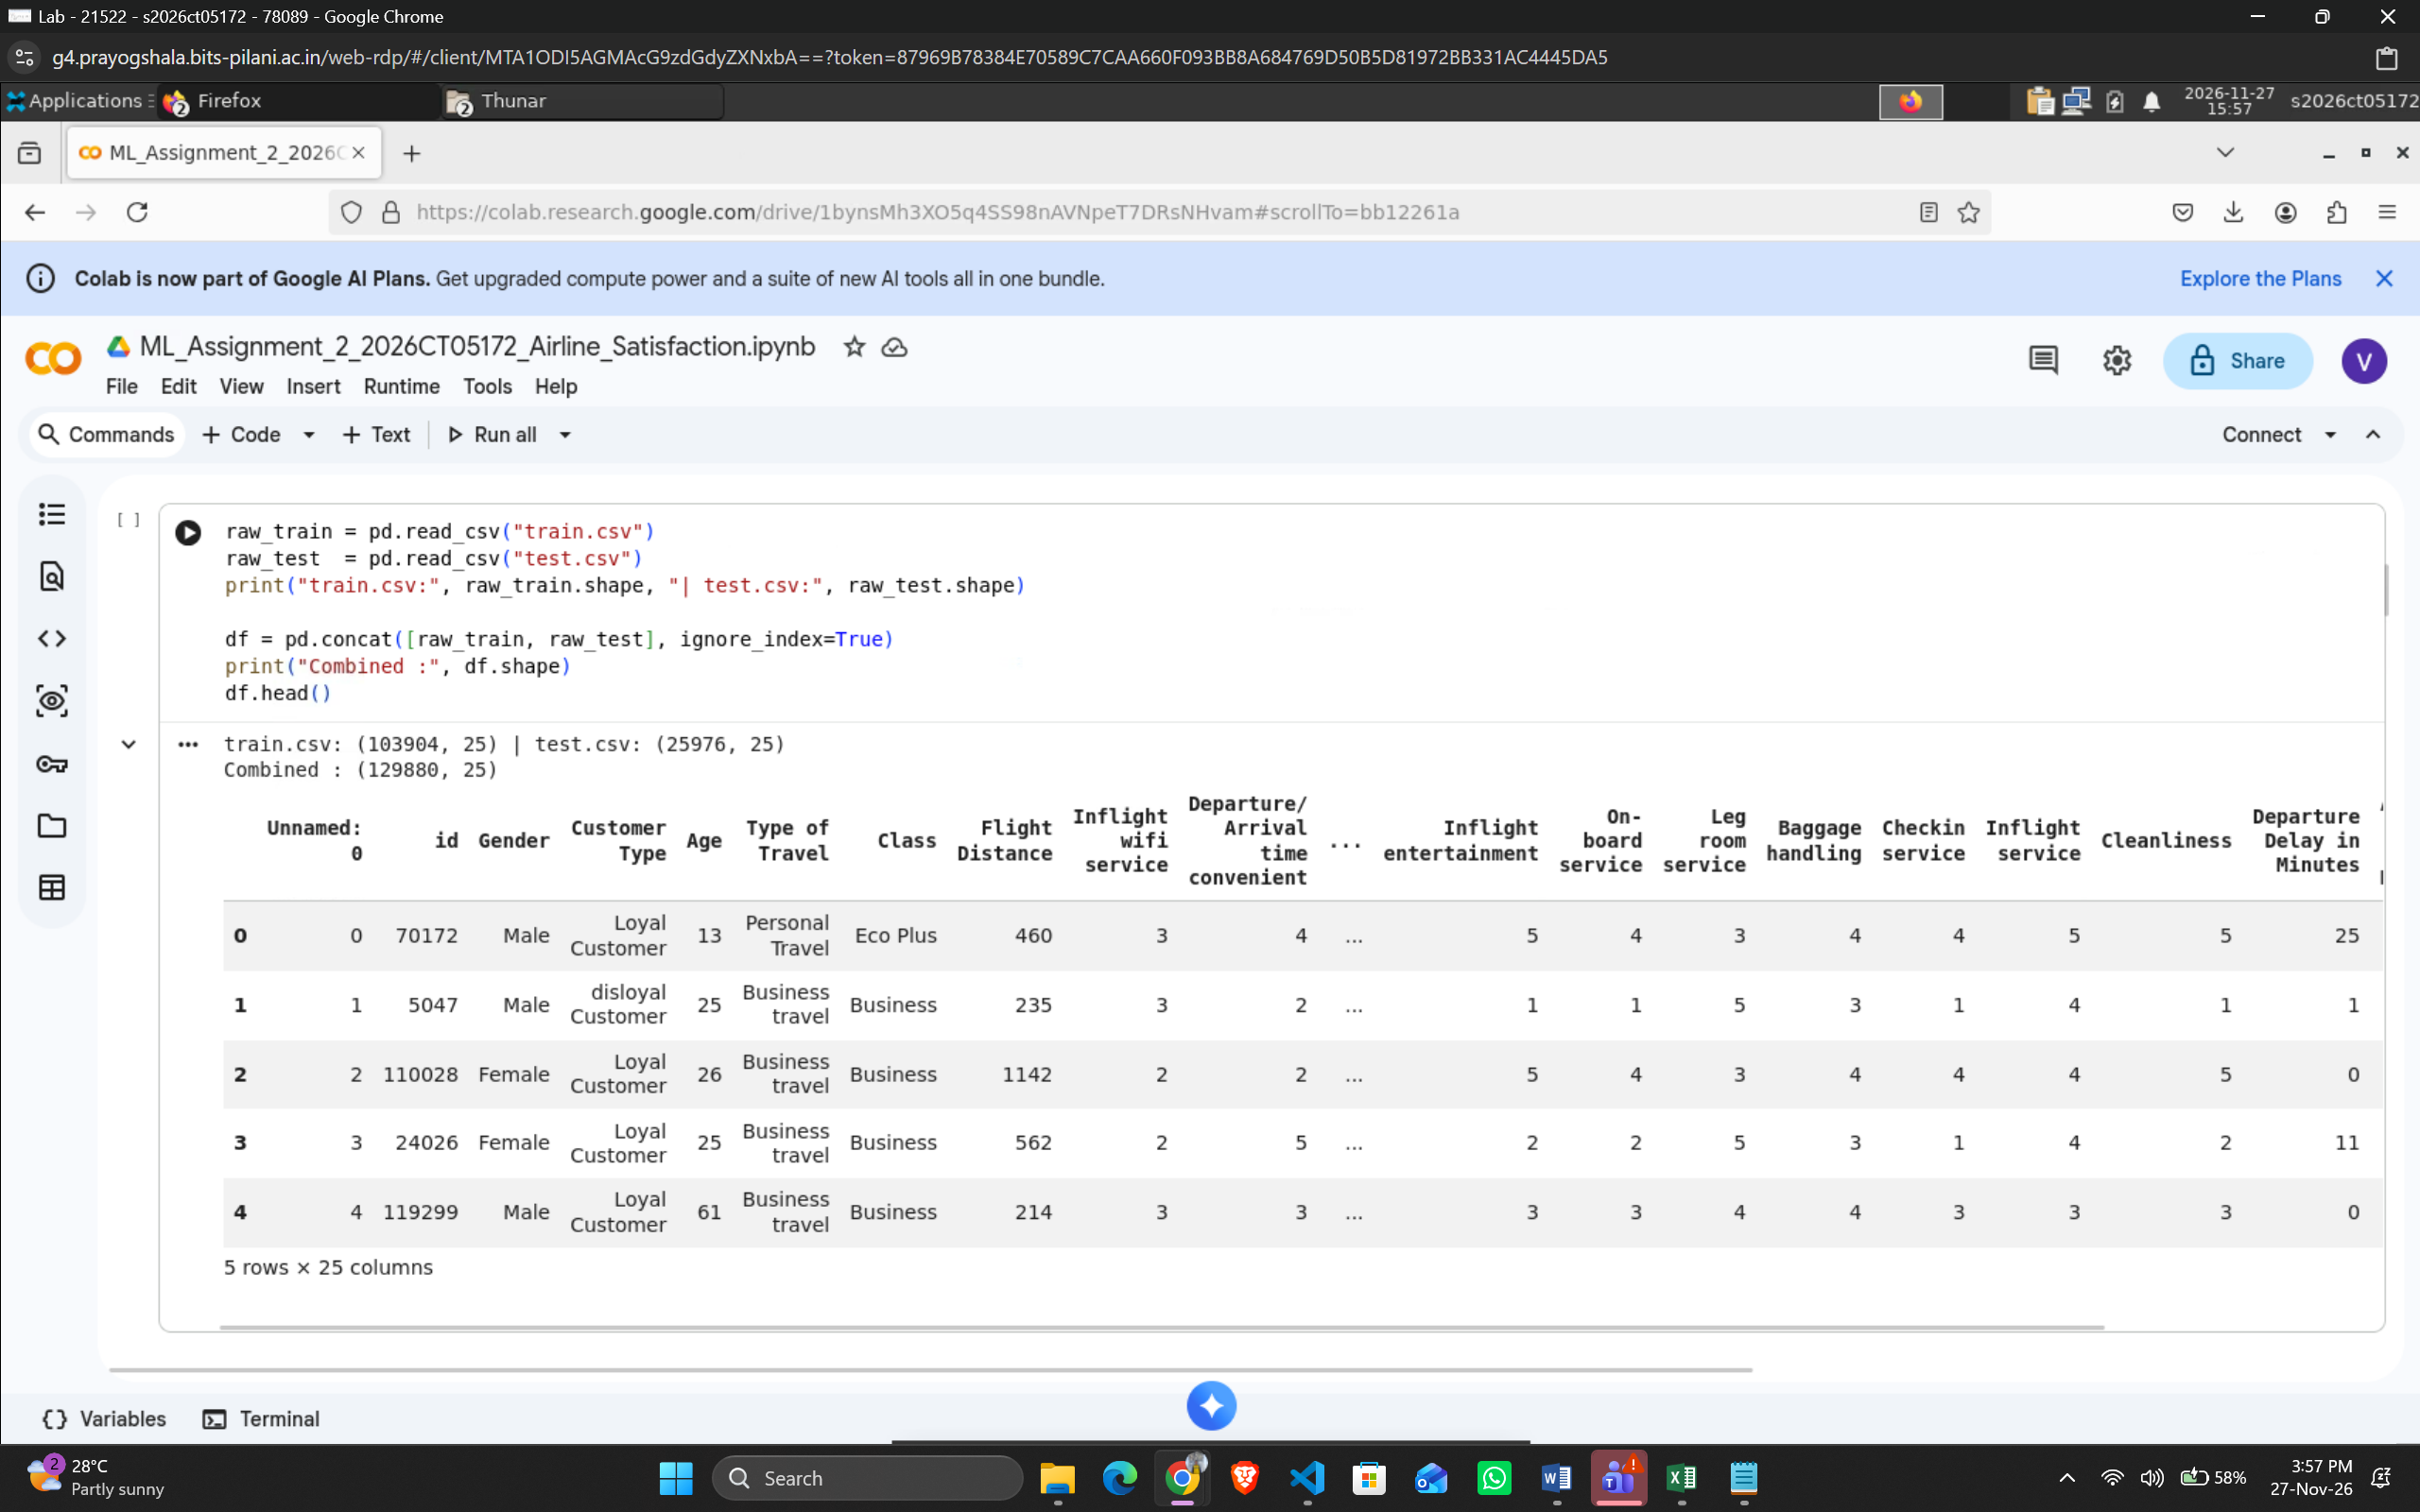 Lab - 21522 - s2026ct05172 - 78089 - Google Chrome
g4.prayogshala.bits-pilani.ac.in/web-rdp/#/client/MTA1ODI5AGMAcG9zdGdyZXNxbA==?token=87969B78384E70589C7CAA660F093BB8A684769D50B5D81972BB331AC4445DA5
Applications Firefox 2 Thunar 2 2026-11-27 15:57 s2026ct05172
ML_Assignment_2_2026C
https://colab.research.google.com/drive/1bynsMh3XO5q4SS98nAVNpeT7DRsNHvam#scrollTo=bb12261a
Colab is now part of Google AI Plans. Get upgraded compute power and a suite of new AI tools all in one bundle. Explore the Plans
CO ML_Assignment_2_2026CT05172_Airline_Satisfaction.ipynb
File Edit View Insert Runtime Tools Help Share V
Commands + Code + Text Run all Connect
[ ] raw_train = pd.read_csv("train.csv")
raw_test = pd.read_csv("test.csv")
print("train.csv:", raw_train.shape, "| test.csv:", raw_test.shape)
df = pd.concat([raw_train, raw_test], ignore_index=True)
print("Combined :", df.shape)
df.head()
train.csv: (103904, 25) | test.csv: (25976, 25)
Combined : (129880, 25)
Unnamed: 0 id Gender Customer Type Age Type of Travel Class Flight Distance Inflight wifi service Departure/Arrival time convenient ... Inflight entertainment On-board service Leg room service Baggage handling Checkin service Inflight service Cleanliness Departure Delay in Minutes
0 0 70172 Male Loyal Customer 13 Personal Travel Eco Plus 460 3 4 ... 5 4 3 4 4 5 5 25
1 1 5047 Male disloyal Customer 25 Business travel Business 235 3 2 ... 1 1 5 3 1 4 1 1
2 2 110028 Female Loyal Customer 26 Business travel Business 1142 2 2 ... 5 4 3 4 4 4 5 0
3 3 24026 Female Loyal Customer 25 Business travel Business 562 2 5 ... 2 2 5 3 1 4 2 11
4 4 119299 Male Loyal Customer 61 Business travel Business 214 3 3 ... 3 3 4 4 3 3 3 0
5 rows × 25 columns
{} Variables Terminal
2 28°C
Partly sunny
Search
58%
3:57 PM
27-Nov-26